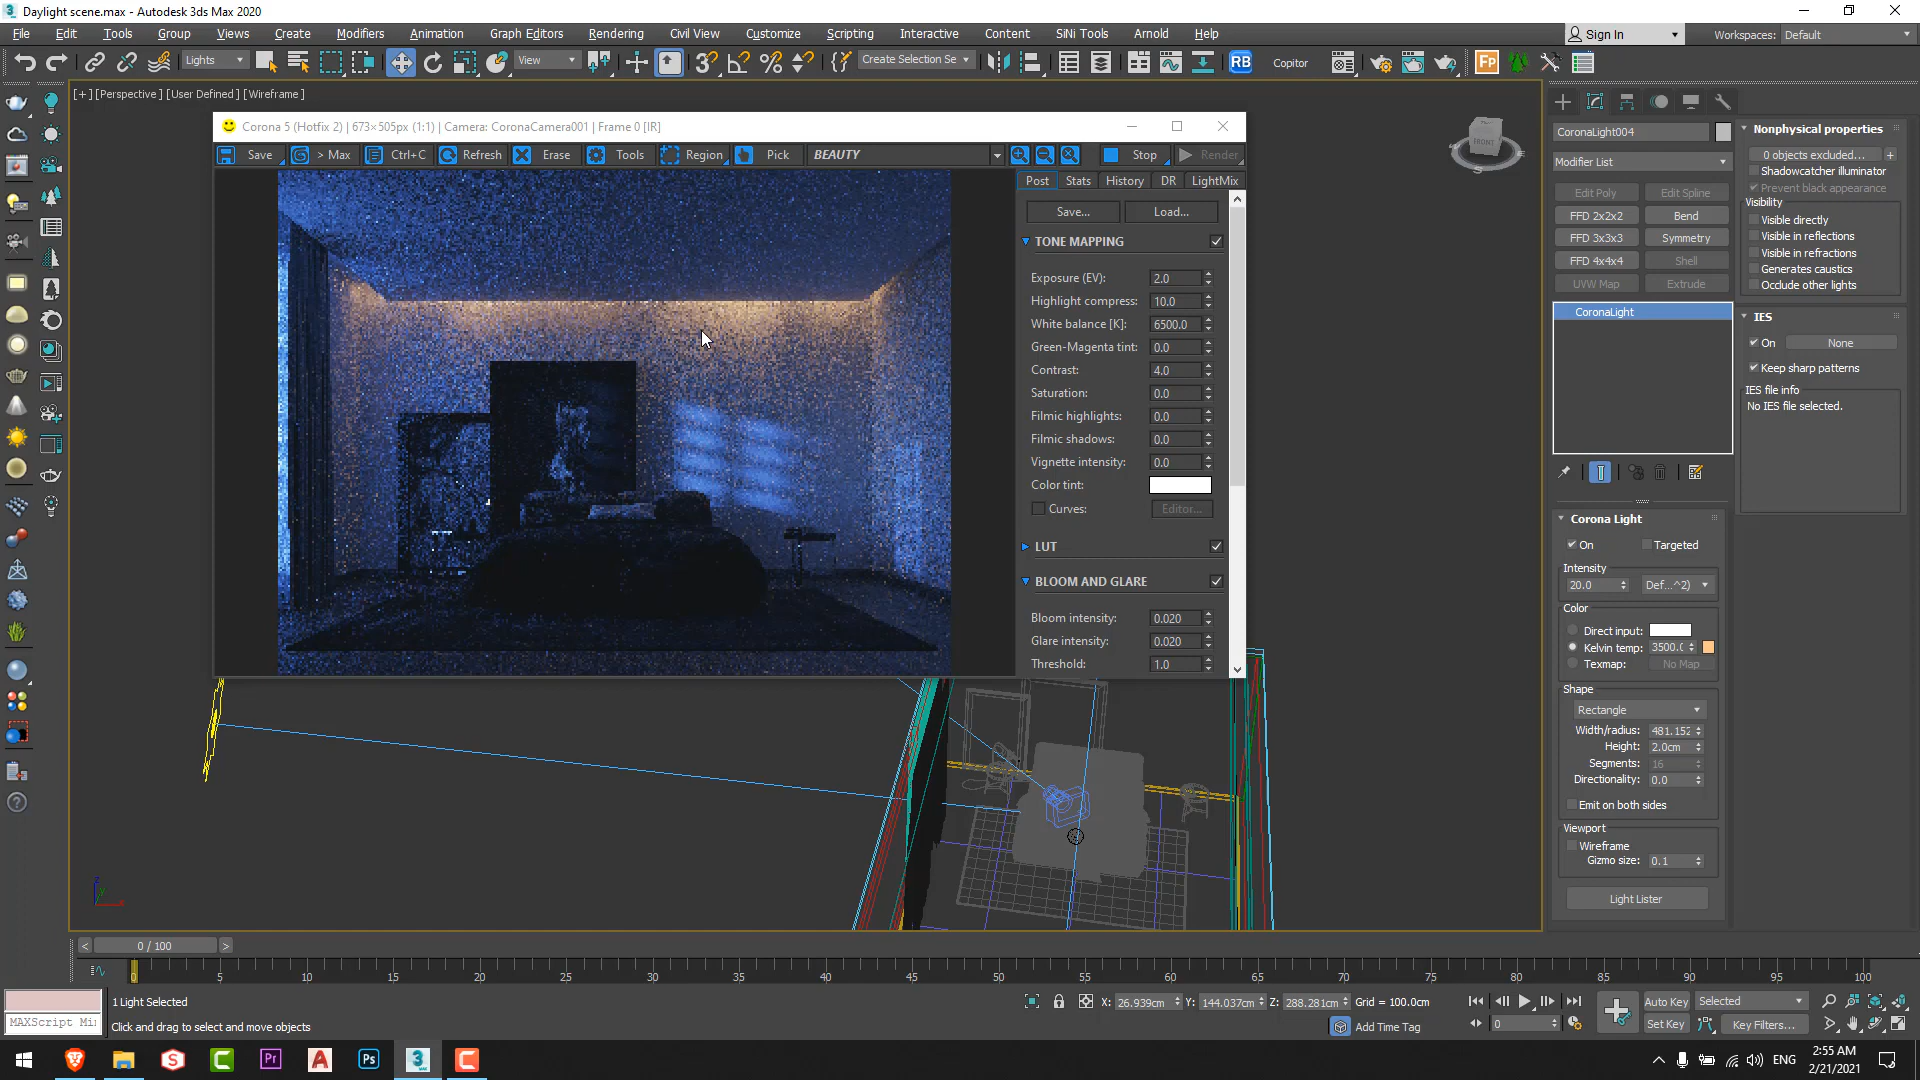 Daylight scene.max - Autodesk 3ds Max 2020
File Edit Tools Group Views Create Modifiers Animation Graph Editors Rendering Civil View Customize Scripting Interactive Content SiNi Tools Arnold Help
Sign In Workspaces: Default
Lights View Create Selection Se RB Copitor Fp
[+][Perspective] [User Defined] [Wireframe]
Corona 5 (Hotfix 2) | 673×505px (1:1) | Camera: CoronaCamera001 | Frame 0 [IR]
Save > Max Ctrl+C Refresh Erase Tools Region Pick BEAUTY Stop Render
Post Stats History DR LightMix
Save... Load...
TONE MAPPING
Exposure (EV): 2.0
Highlight compress: 10.0
White balance [K]: 6500.0
Green-Magenta tint: 0.0
Contrast: 4.0
Saturation: 0.0
Filmic highlights: 0.0
Filmic shadows: 0.0
Vignette intensity: 0.0
Color tint:
Curves: Editor...
LUT
BLOOM AND GLARE
Bloom intensity: 0.020
Glare intensity: 0.020
Threshold: 1.0
FRONT
CoronaLight004
Modifier List
Edit Poly Edit Spline
FFD 2x2x2 Bend
FFD 3x3x3 Symmetry
FFD 4x4x4 Shell
UVW Map Extrude
CoronaLight
Corona Light
On Targeted
Intensity
20.0 Def...^2)
Color
Direct input:
Kelvin temp: 3500.(
Texmap: No Map
Shape
Rectangle
Width/radius: 481.152
Height: 2.0cm
Segments: 16
Directionality: 0.0
Emit on both sides
Viewport
Wireframe
Gizmo size: 0.1
Light Lister
Nonphysical properties
0 objects excluded... +
Shadowcatcher illuminator
Prevent black appearance
Visibility
Visible directly
Visible in reflections
Visible in refractions
Generates caustics
Occlude other lights
IES
On None
Keep sharp patterns
IES file info
No IES file selected.
< 0 / 100 >
0 5 10 15 20 25 30 35 40 45 50 55 60 65 70 75 80 85 90 95 100
1 Light Selected
X: 26.939cm Y: 144.037cm Z: 288.281cm Grid = 100.0cm
Auto Key Selected
MAXScript Mi
Click and drag to select and move objects
Add Time Tag
0
Set Key Key Filters...
ENG
2:55 AM
2/21/2021